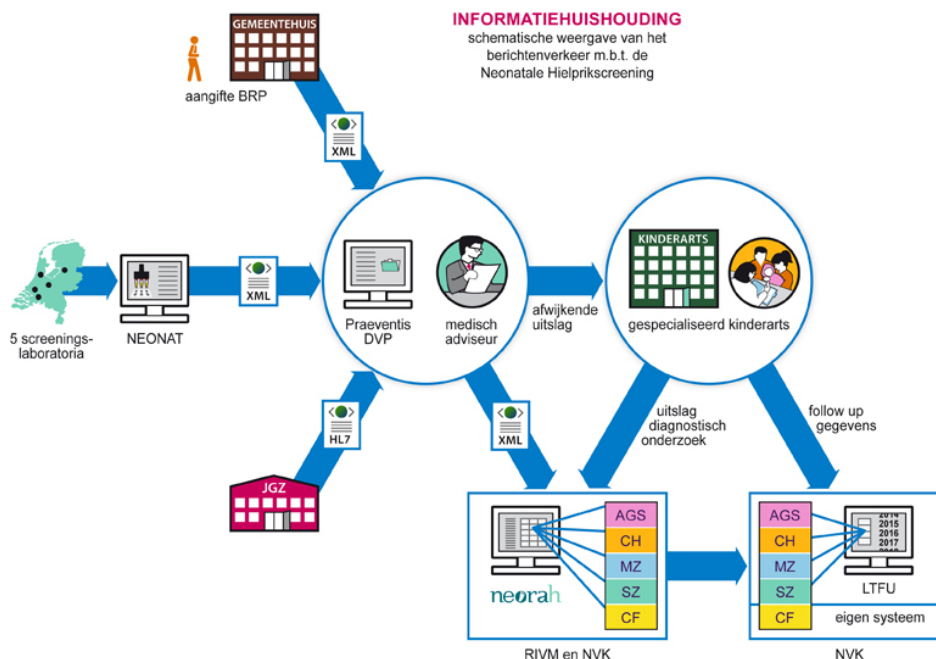 INFORMATIEHUISHOUDING
schematische weergave van het
berichtenverkeer m.b.t. de
Neonatale Hielprikscreening
GEMEENTEHUIS
aangifte BRP
XML
5 screenings-
laboratoria
NEONAT
XML
Praeventis
DVP
medisch
adviseur
afwijkende
uitslag
KINDERARTS
gespecialiseerd kinderarts
HL7
JGZ
XML
uitslag
diagnostisch
onderzoek
follow up
gegevens
neorah
AGS
CH
MZ
SZ
CF
RIVM en NVK
AGS
CH
MZ
SZ
CF
2014
2015
2016
2017
2018
LTFU
eigen systeem
NVK